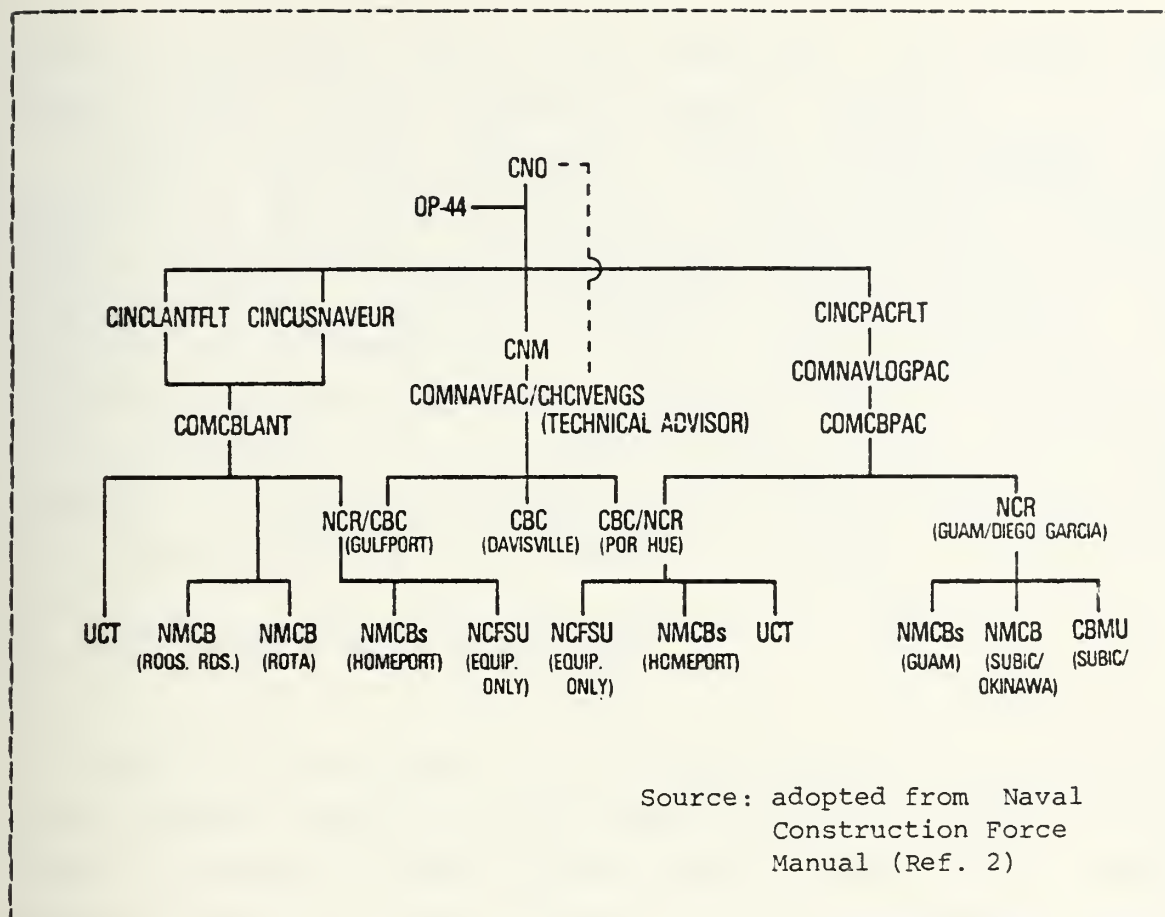 CNO
OP-44
CINCLANTFLT CINCUSNAVEUR
CINCPACFLT
CNM
COMNAVLOGPAC
COMNAVFAC/CHCIVENGS
(TECHNICAL ADVISOR)
COMCBLANT
COMCBPAC
NCR/CBC
(GULFPORT)
CBC
(DAVISVILLE)
CBC/NCR
(POR HUE)
NCR
(GUAM/DIEGO GARCIA)
UCT
NMCB
(ROOS. RDS.)
NMCB
(ROTA)
NMCBs
(HOMEPORT)
NCFSU
(EQUIP.
ONLY)
NCFSU
(EQUIP.
ONLY)
NMCBs
(HOMEPORT)
UCT
NMCBs
(GUAM)
NMCB
(SUBIC/
OKINAWA)
CBMU
(SUBIC/
Source: adopted from Naval
Construction Force
Manual (Ref. 2)